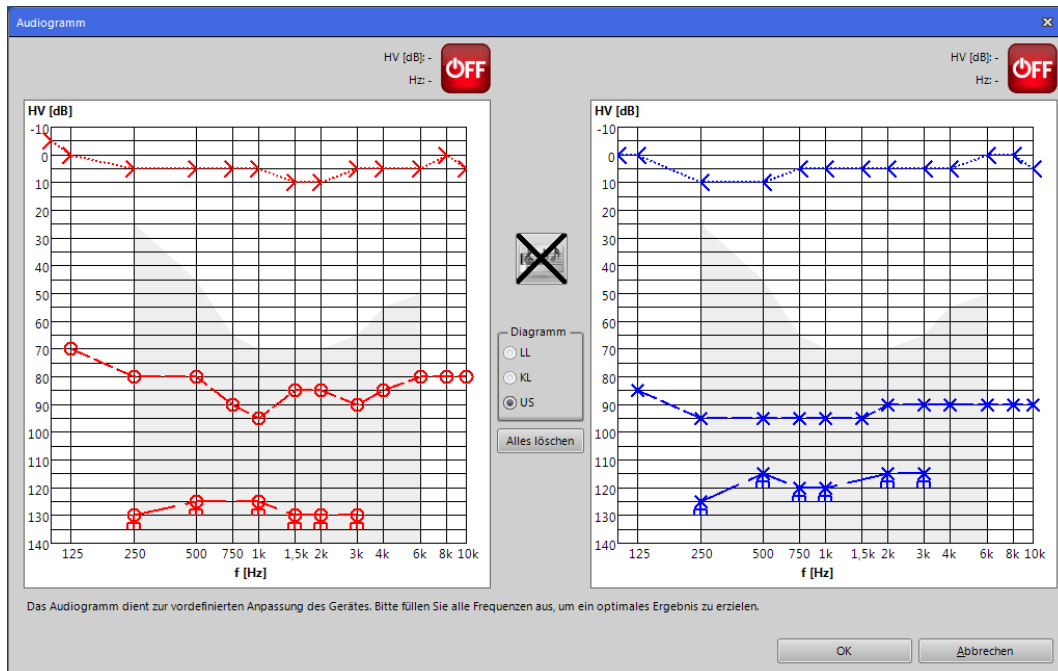 Audiogramm
HV [dB]: -
Hz: -
OFF
HV [dB]: -
Hz: -
OFF
HV [dB]
-10
0
10
20
30
40
50
60
70
80
90
100
110
120
130
140
125 250 500 750 1k 1,5k 2k 3k 4k 6k 8k 10k
f [Hz]
Diagramm
LL
KL
US
Alles löschen
HV [dB]
-10
0
10
20
30
40
50
60
70
80
90
100
110
120
130
140
125 250 500 750 1k 1,5k 2k 3k 4k 6k 8k 10k
f [Hz]
Das Audiogramm dient zur vordefinierten Anpassung des Gerätes. Bitte füllen Sie alle Frequenzen aus, um ein optimales Ergebnis zu erzielen.
OK Abbrechen